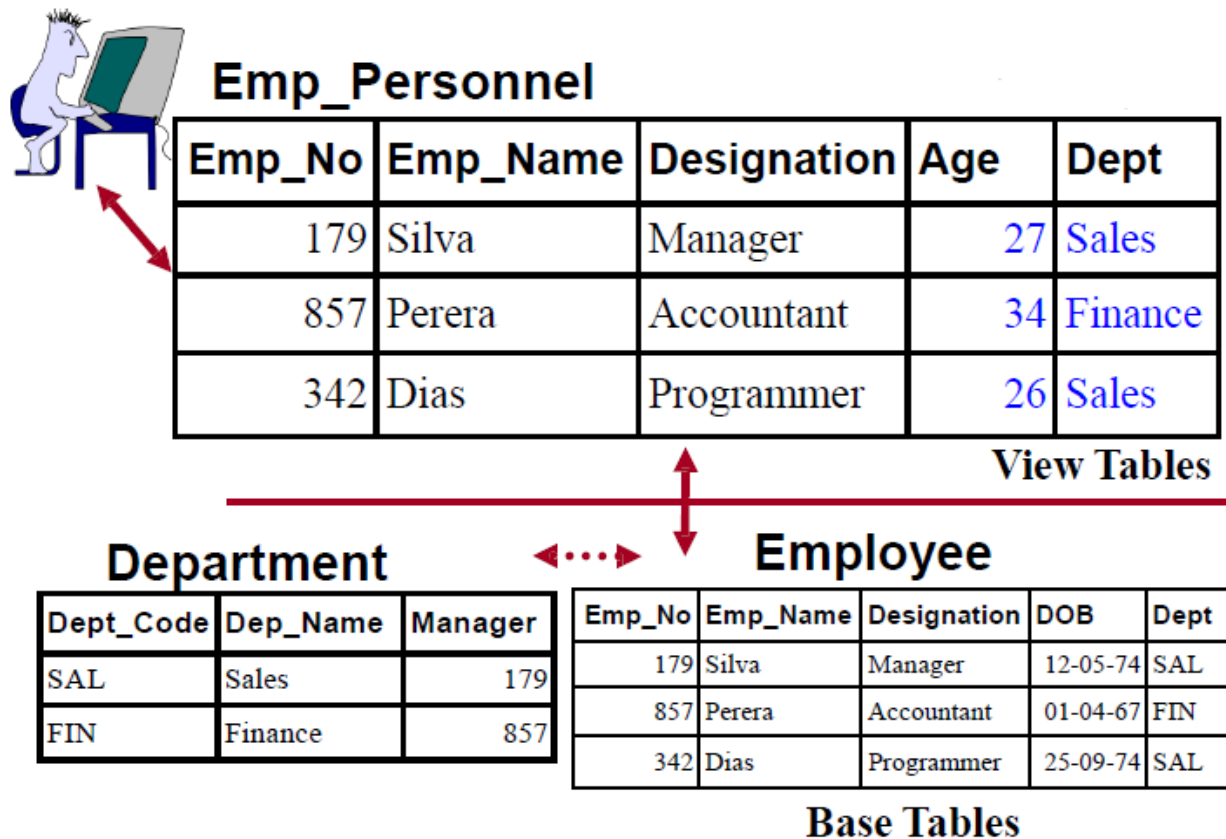 Emp_Personnel
Emp_No Emp_Name Designation Age Dept
179 Silva Manager 27 Sales
857 Perera Accountant 34 Finance
342 Dias Programmer 26 Sales
View Tables
Department
Dept_Code Dep_Name Manager
SAL Sales 179
FIN Finance 857
Employee
Emp_No Emp_Name Designation DOB Dept
179 Silva Manager 12-05-74 SAL
857 Perera Accountant 01-04-67 FIN
342 Dias Programmer 25-09-74 SAL
Base Tables